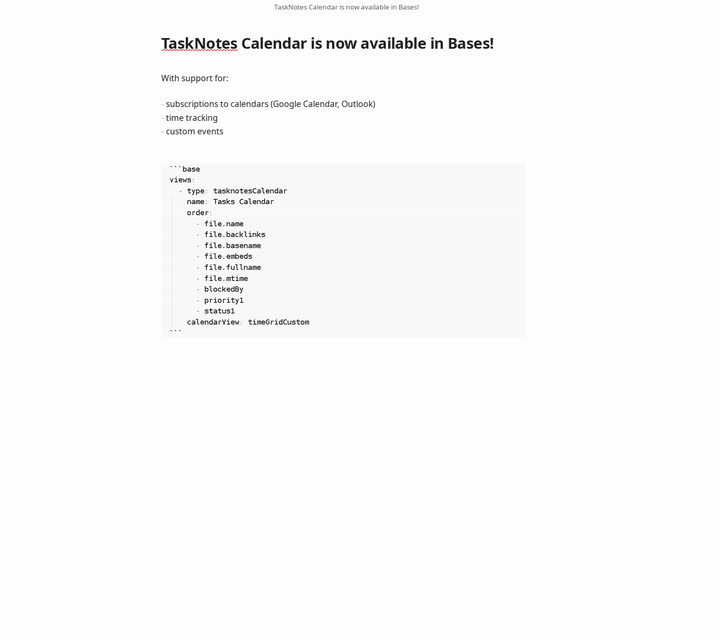 TaskNotes Calendar is now available in Bases!
TaskNotes Calendar is now available in Bases!
With support for:
- subscriptions to calendars (Google Calendar, Outlook)
- time tracking
- custom events
```base
views:
  - type: tasknotesCalendar
    name: Tasks Calendar
    order:
      - file.name
      - file.backlinks
      - file.basename
      - file.embeds
      - file.fullname
      - file.mtime
      - blockedBy
      - priority1
      - status1
    calendarView: timeGridCustom
```